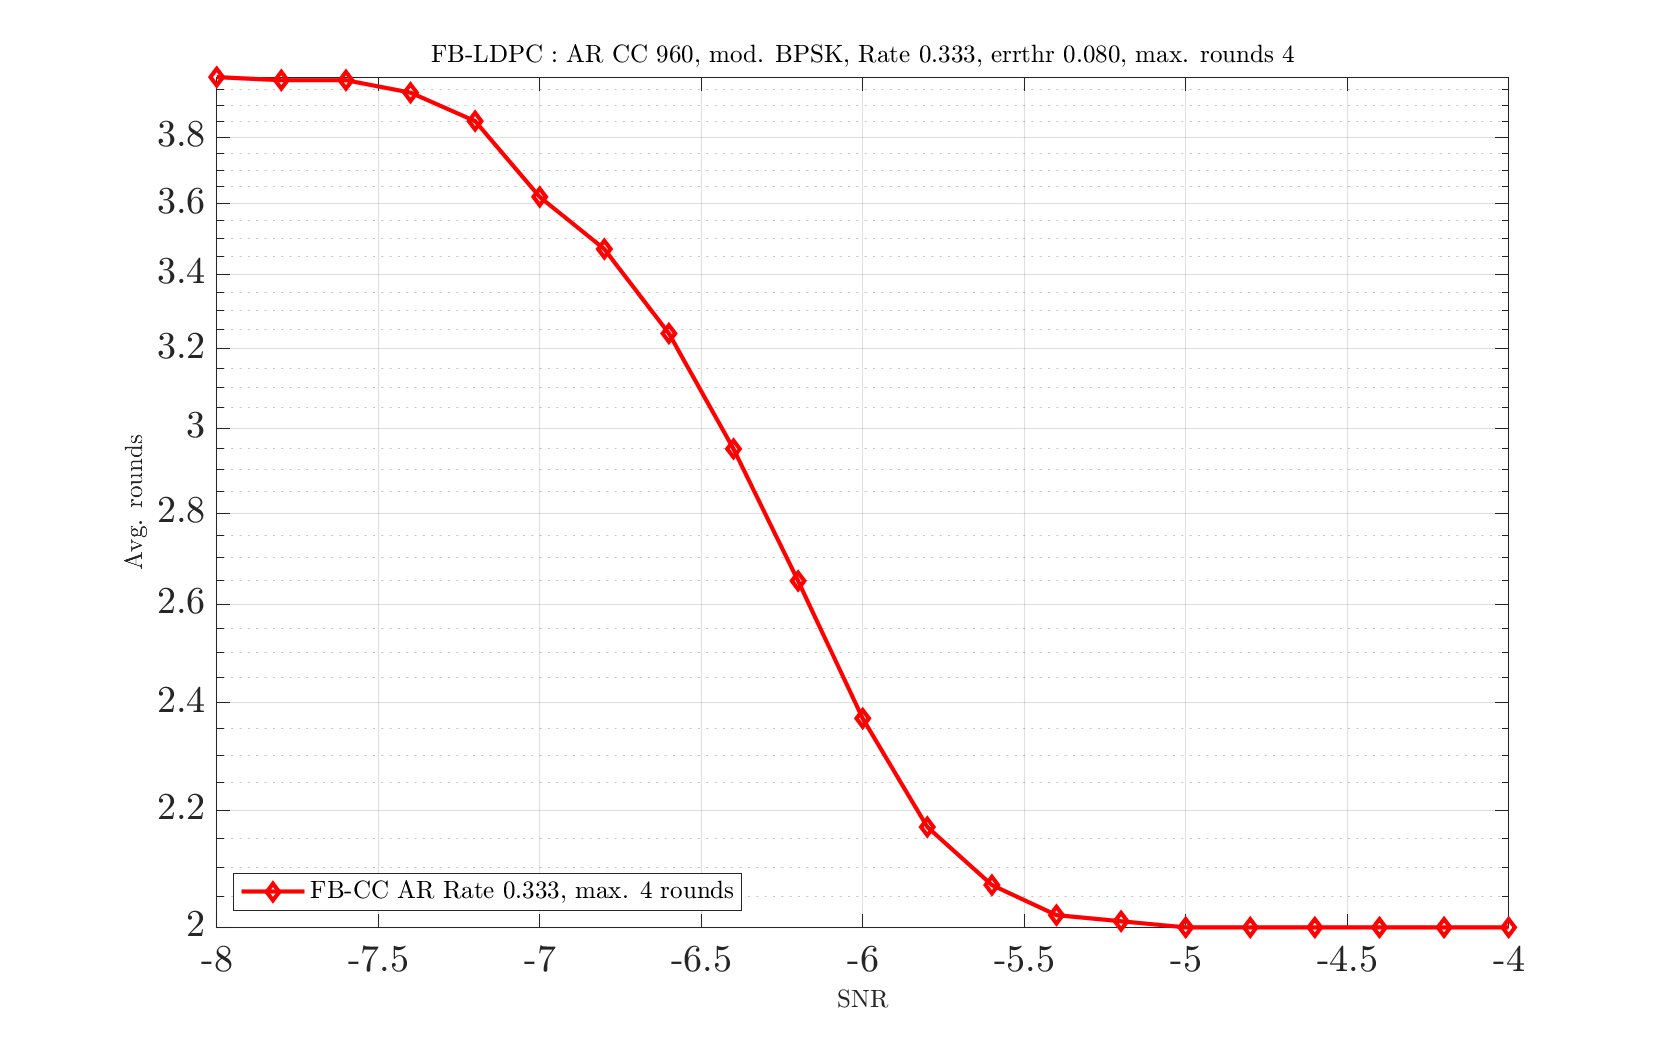 FB-LDPC : AR CC 960, mod. BPSK, Rate 0.333, errthr 0.080, max. rounds 4
3.8
3.6
3.4
3.2
3
2.8
2.6
2.4
2.2
2
Avg. rounds
FB-CC AR Rate 0.333, max. 4 rounds
-8 -7.5 -7 -6.5 -6 -5.5 -5 -4.5 -4
SNR